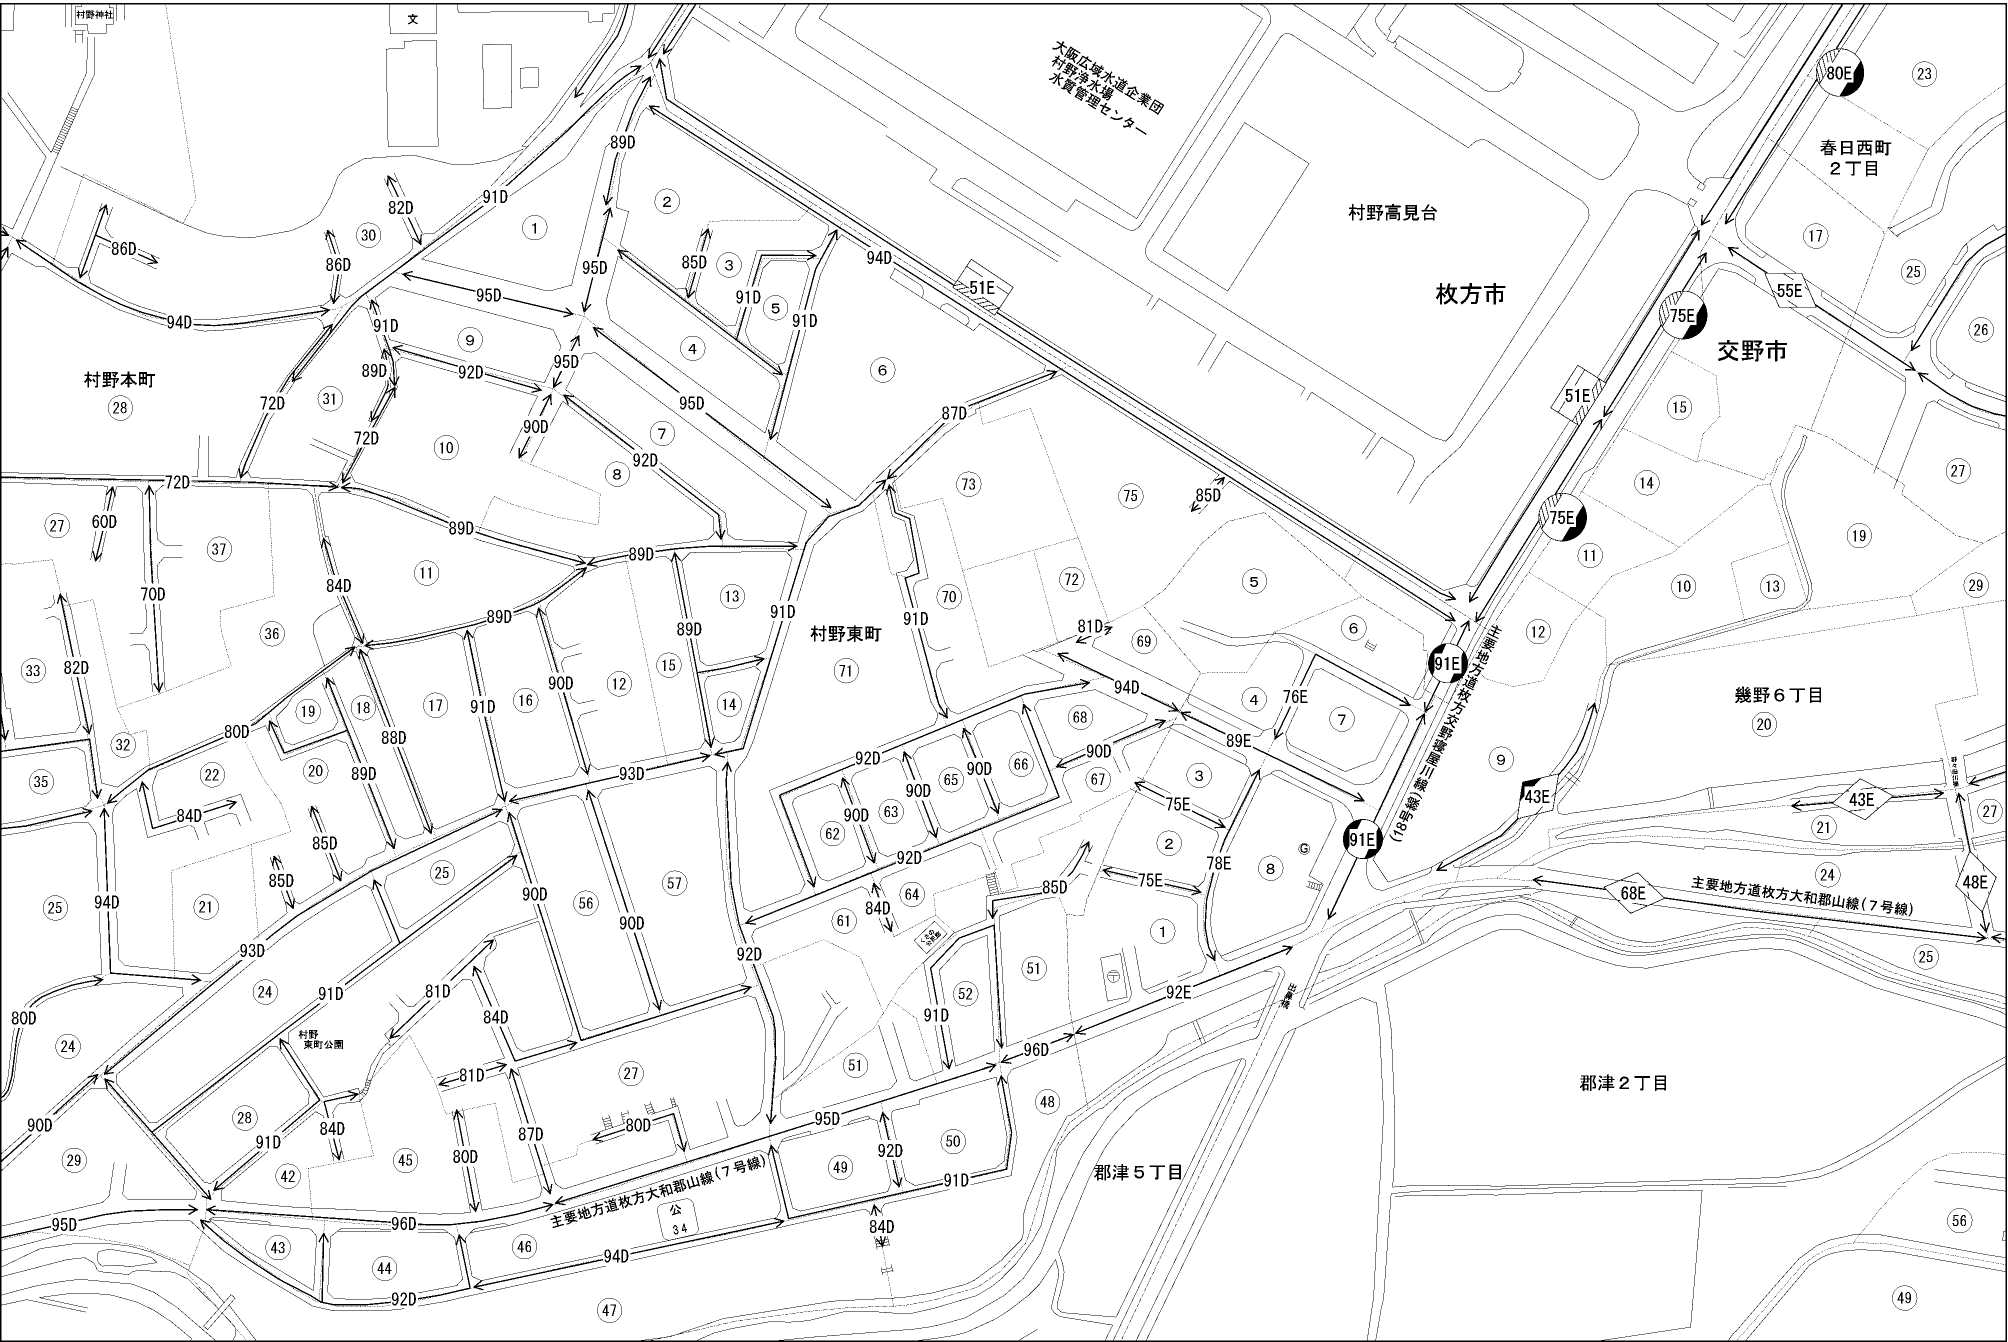 村野神社
文
大阪広域水道企業団
村野浄水場
水質管理センター
80E
23
春日西町
2丁目
89D
91D
82D
30
86D
86D
1
2
村野高見台
17
94D
85D
3
95D
25
51E
枚方市
55E
95D
91D
5
75E
94D
91D
91D
9
4
26
交野市
95D
村野本町
28
89D
92D
6
51E
15
31
72D
95D
87D
90D
7
72D
10
92D
8
73
75
85D
14
27
72D
27
60D
89D
75E
37
89D
11
19
84D
11
70D
13
5
10
13
29
72
36
89D
91D
70
91D
81D
6
12
89D
村野東町
69
33
82D
15
71
91E
主要地方道枚方交野寝屋川線
(18号線)線
90D
12
94D
4
76E
幾野6丁目
20
17
91D
16
14
19
18
80D
88D
68
7
32
89E
90D
9
92D
22
20
89D
93D
66
67
3
35
65
90D
90D
43E
43E
84D
63
75E
27
62
90D
21
85D
91E
2
G
92D
78E
25
85D
8
24
75E
68E
48E
主要地方道枚方大和郡山線(7号線)
57
64
85D
94D
90D
56
25
21
84D
61
90D
くさの
公民館
1
93D
92D
25
51
24
81D
91D
52
92E
出鼻橋
80D
84D
91D
24
村野
東町公園
96D
51
81D
27
郡津2丁目
48
28
95D
90D
84D
80D
91D
87D
50
92D
29
45
49
80D
郡津5丁目
42
主要地方道枚方大和郡山線(7号線)
91D
公
34
95D
96D
84D
56
43
46
94D
44
92D
47
49